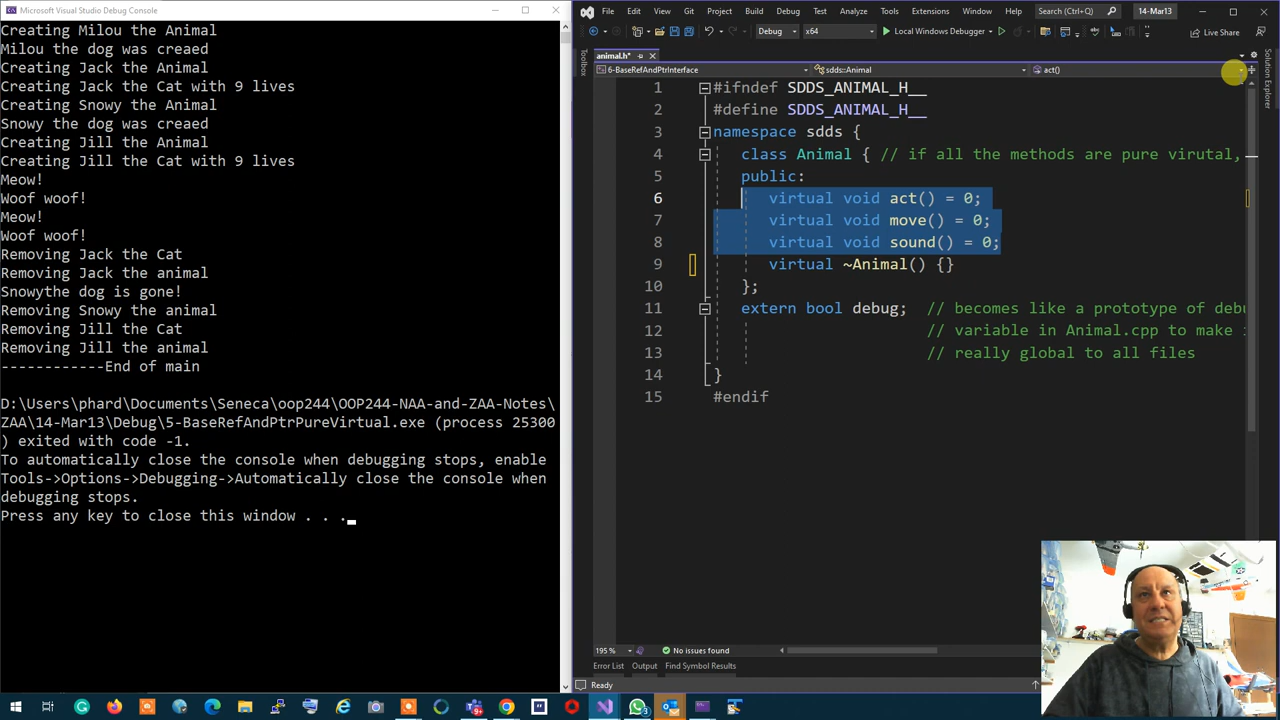 Microsoft Visual Studio Debug Console
Creating Milou the Animal
Milou the dog was creaed
Creating Jack the Animal
Creating Jack the Cat with 9 lives
Creating Snowy the Animal
Snowy the dog was creaed
Creating Jill the Animal
Creating Jill the Cat with 9 lives
Meow!
Woof woof!
Meow!
Woof woof!
Removing Jack the Cat
Removing Jack the animal
Snowythe dog is gone!
Removing Snowy the animal
Removing Jill the Cat
Removing Jill the animal
------------End of main
D:\Users\phard\Documents\Seneca\oop244\OOP244-NAA-and-ZAA-Notes\
ZAA\14-Mar13\Debug\5-BaseRefAndPtrPureVirtual.exe (process 25300
) exited with code -1.
To automatically close the console when debugging stops, enable
Tools->Options->Debugging->Automatically close the console when
debugging stops.
Press any key to close this window . . .
File Edit View Git Project Build Debug Test Analyze Tools Extensions Window Help Search (Ctrl+Q) 14-Mar13
Debug x64 Local Windows Debugger Live Share
animal.h*
6-BaseRefAndPtrInterface sdds::Animal act()
1 #ifndef SDDS_ANIMAL_H__
2 #define SDDS_ANIMAL_H__
3 namespace sdds {
4 class Animal { // if all the methods are pure virutal,
5 public:
6 virtual void act() = 0;
7 virtual void move() = 0;
8 virtual void sound() = 0;
9 virtual ~Animal() {}
10 };
11 extern bool debug; // becomes like a prototype of debu
12 // variable in Animal.cpp to make
13 // really global to all files
14 }
15 #endif
Toolbox
Solution Explorer
195 % No issues found
Error List Output Find Symbol Results
Ready